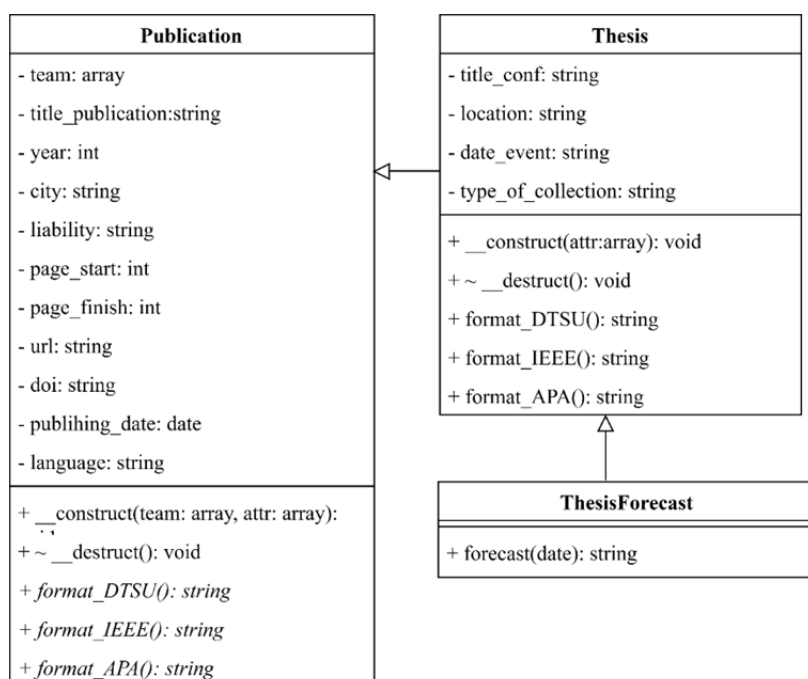 Publication
- team: array
- title_publication:string
- year: int
- city: string
- liability: string
- page_start: int
- page_finish: int
- url: string
- doi: string
- publihing_date: date
- language: string
+ __construct(team: array, attr: array):
+ ~ __destruct(): void
+ format_DTSU(): string
+ format_IEEE(): string
+ format_APA(): string
Thesis
- title_conf: string
- location: string
- date_event: string
- type_of_collection: string
+ __construct(attr:array): void
+ ~ __destruct(): void
+ format_DTSU(): string
+ format_IEEE(): string
+ format_APA(): string
ThesisForecast
+ forecast(date): string